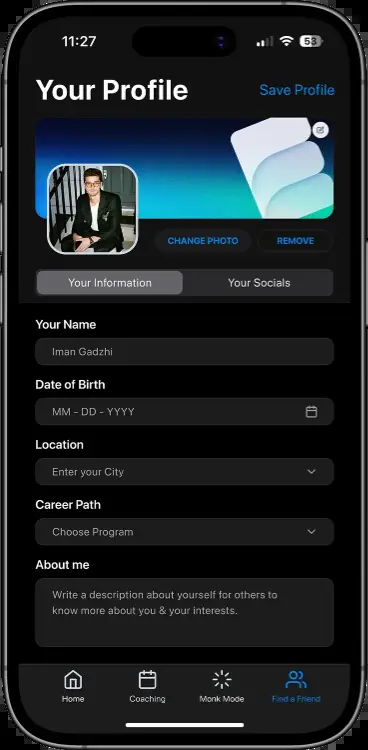 11:27
53
Your Profile
Save Profile
CHANGE PHOTO
REMOVE
Your Information
Your Socials
Your Name
Iman Gadzhi
Date of Birth
MM - DD - YYYY
Location
Enter your City
Career Path
Choose Program
About me
Write a description about yourself for others to
know more about you & your interests.
Home
Coaching
Monk Mode
Find a Friend